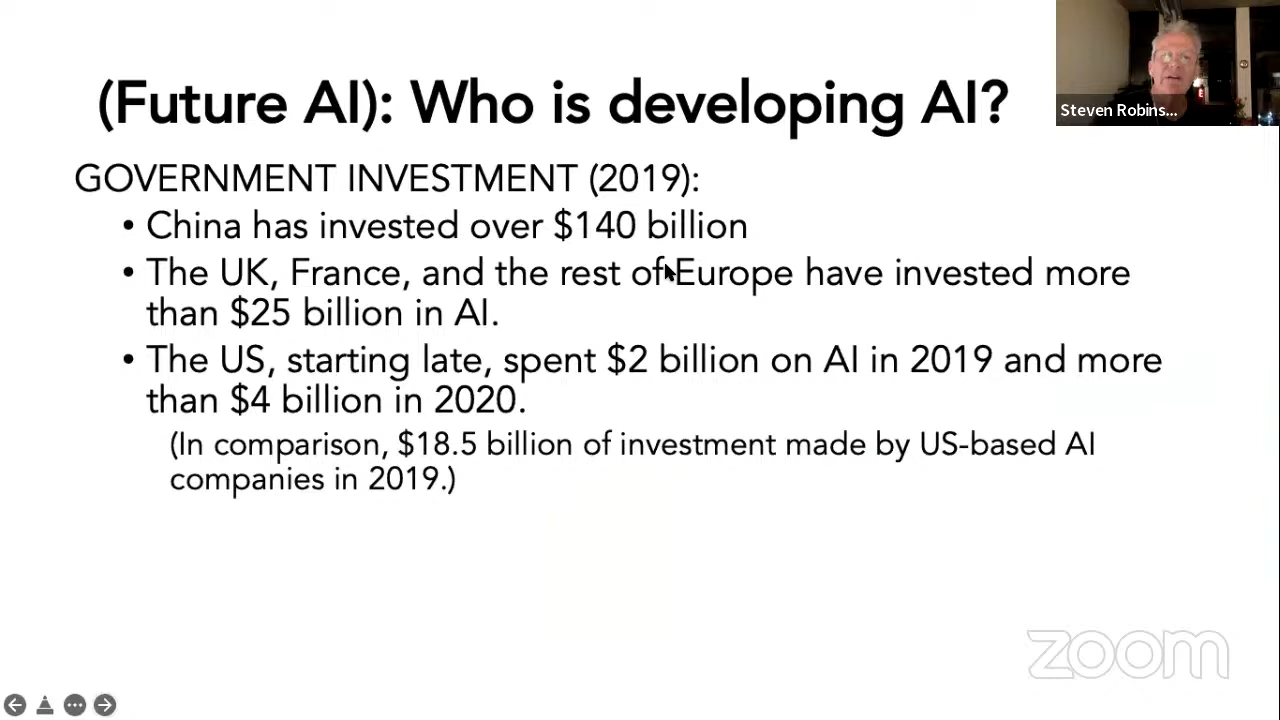 (Future AI): Who is developing AI?
Steven Robins...
GOVERNMENT INVESTMENT (2019):
• China has invested over $140 billion
• The UK, France, and the rest of Europe have invested more
than $25 billion in AI.
• The US, starting late, spent $2 billion on AI in 2019 and more
than $4 billion in 2020.
(In comparison, $18.5 billion of investment made by US-based AI
companies in 2019.)
zoom